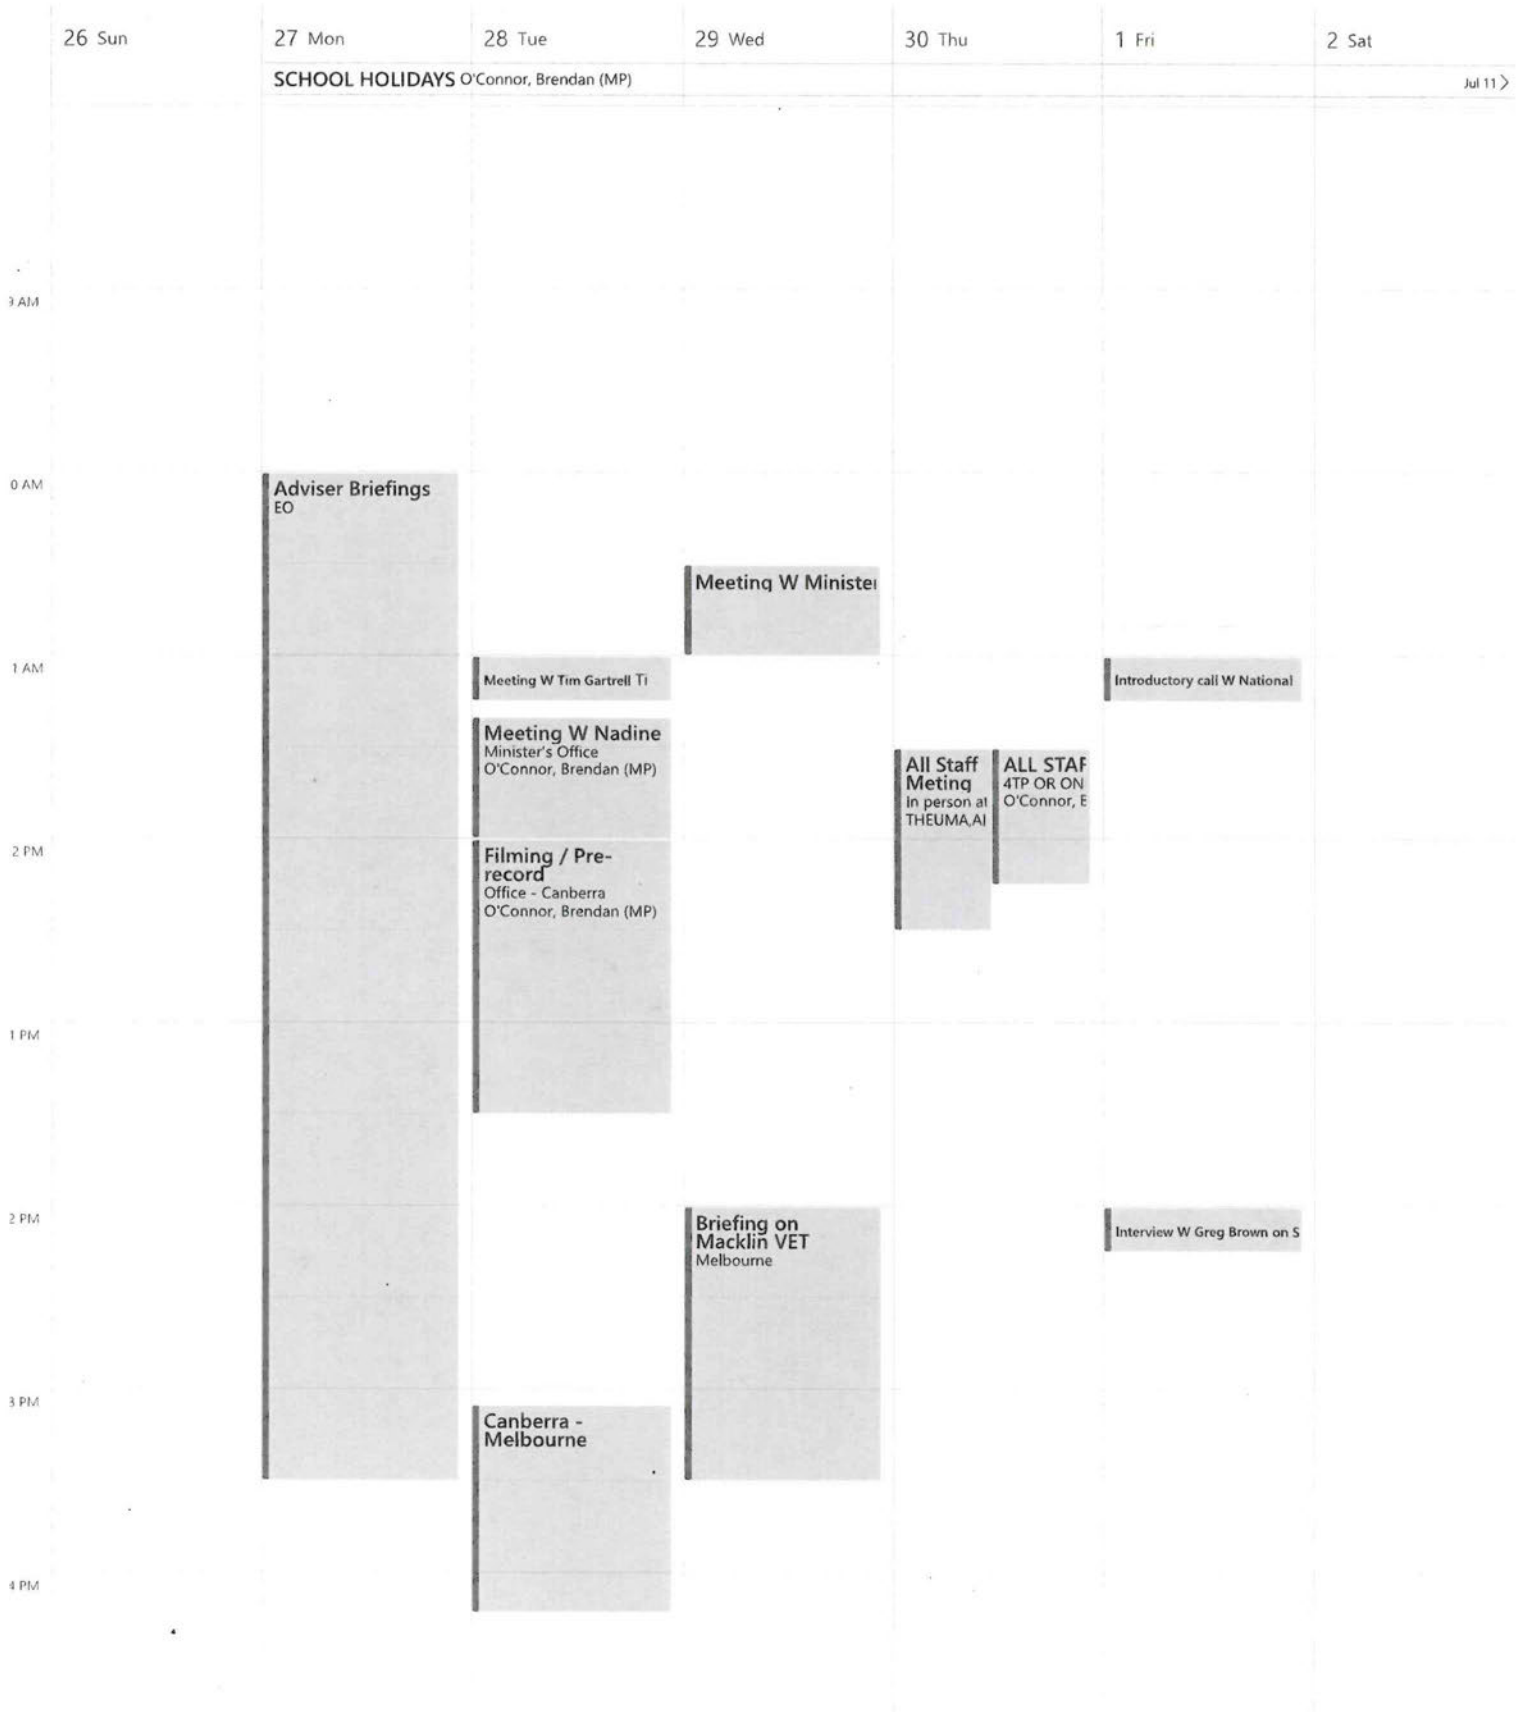 26 Sun
27 Mon
28 Tue
29 Wed
30 Thu
1 Fri
2 Sat
SCHOOL HOLIDAYS O'Connor, Brendan (MP)
Jul 11 >
9 AM
0 AM
Adviser Briefings
EO
Meeting W Minister
1 AM
Meeting W Tim Gartrell Ti
Introductory call W National
Meeting W Nadine
Minister's Office
O'Connor, Brendan (MP)
All Staff
Meting
In person at
THEUMA,Al
ALL STAF
4TP OR ON
O'Connor, E
2 PM
Filming / Pre-
record
Office - Canberra
O'Connor, Brendan (MP)
1 PM
2 PM
Briefing on
Macklin VET
Melbourne
Interview W Greg Brown on S
3 PM
Canberra -
Melbourne
4 PM